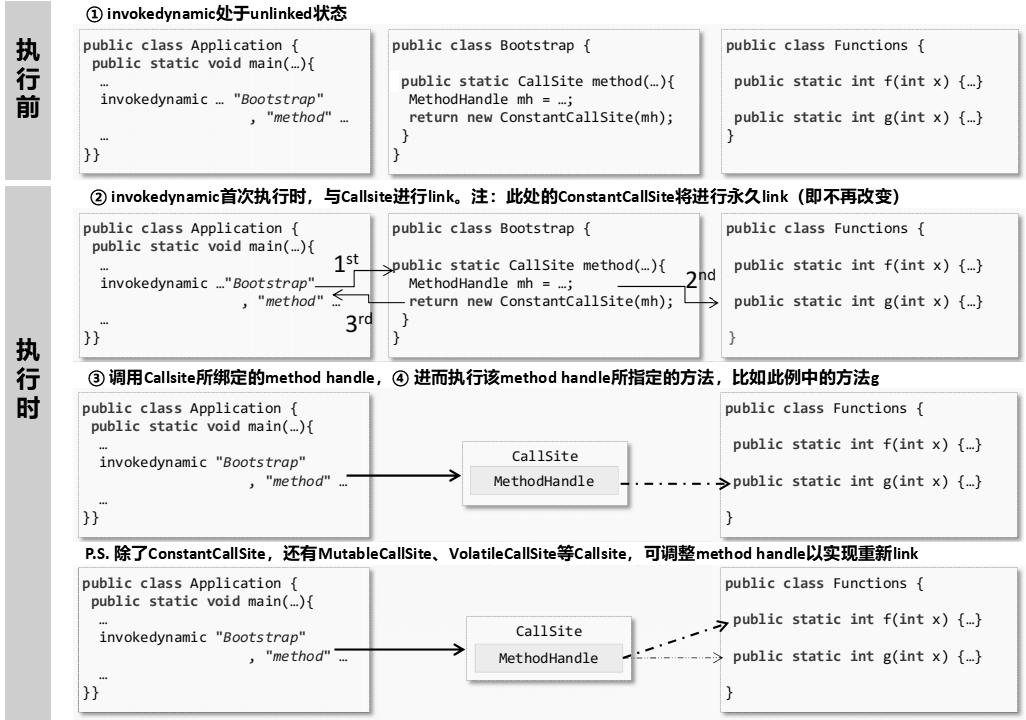 执行前
① invokedynamic处于unlinked状态
public class Application {
public static void main(…){
…
invokedynamic … "Bootstrap"
, "method" …
…
}}
public class Bootstrap {
public static CallSite method(…){
MethodHandle mh = …;
return new ConstantCallSite(mh);
}
}
public class Functions {
public static int f(int x) {…}
public static int g(int x) {…}
}
执行时
② invokedynamic首次执行时，与Callsite进行link。注：此处的ConstantCallSite将进行永久link（即不再改变）
public class Application {
public static void main(…){
…
invokedynamic …"Bootstrap"
, "method" …
…
}}
1st
3rd
public class Bootstrap {
public static CallSite method(…){
MethodHandle mh = …;
return new ConstantCallSite(mh);
}
}
2nd
public class Functions {
public static int f(int x) {…}
public static int g(int x) {…}
}
③ 调用Callsite所绑定的method handle，④ 进而执行该method handle所指定的方法，比如此例中的方法g
public class Application {
public static void main(…){
…
invokedynamic "Bootstrap"
, "method" …
…
}}
CallSite
MethodHandle
public class Functions {
public static int f(int x) {…}
public static int g(int x) {…}
}
P.S. 除了ConstantCallSite，还有MutableCallSite、VolatileCallSite等Callsite，可调整method handle以实现重新link
public class Application {
public static void main(…){
…
invokedynamic "Bootstrap"
, "method" …
…
}}
CallSite
MethodHandle
public class Functions {
public static int f(int x) {…}
public static int g(int x) {…}
}